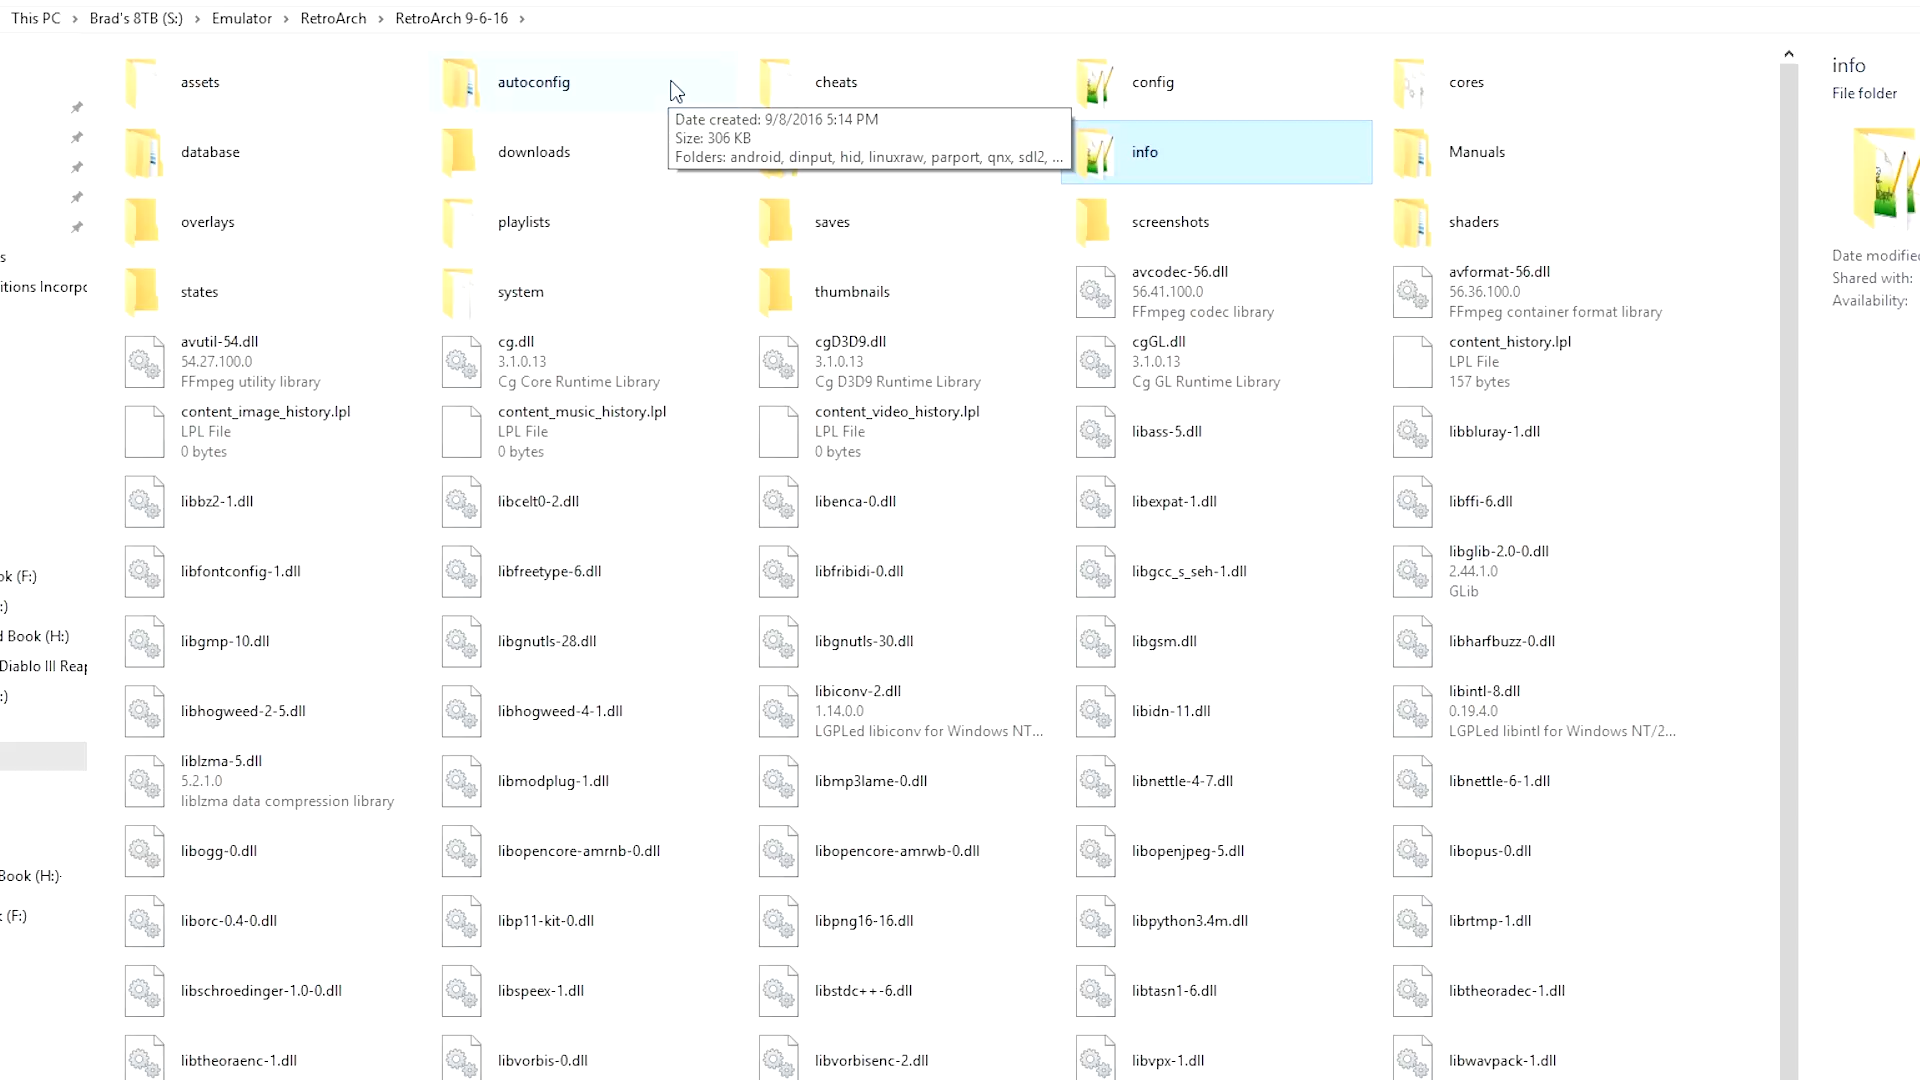 This PC > Brad's 8TB (S:) > Emulator > RetroArch > RetroArch 9-6-16 >
assets
autoconfig
cheats
config
cores
Date created: 9/8/2016 5:14 PM
Size: 306 KB
Folders: android, dinput, hid, linuxraw, parport, qnx, sdl2, ...
database
downloads
info
Manuals
overlays
playlists
saves
screenshots
shaders
states
system
thumbnails
avcodec-56.dll
56.41.100.0
FFmpeg codec library
avformat-56.dll
56.36.100.0
FFmpeg container format library
avutil-54.dll
54.27.100.0
FFmpeg utility library
cg.dll
3.1.0.13
Cg Core Runtime Library
cgD3D9.dll
3.1.0.13
Cg D3D9 Runtime Library
cgGL.dll
3.1.0.13
Cg GL Runtime Library
content_history.lpl
LPL File
157 bytes
content_image_history.lpl
LPL File
0 bytes
content_music_history.lpl
LPL File
0 bytes
content_video_history.lpl
LPL File
0 bytes
libass-5.dll
libbluray-1.dll
libbz2-1.dll
libcelt0-2.dll
libenca-0.dll
libexpat-1.dll
libffi-6.dll
libfontconfig-1.dll
libfreetype-6.dll
libfribidi-0.dll
libgcc_s_seh-1.dll
libglib-2.0-0.dll
2.44.1.0
GLib
libgmp-10.dll
libgnutls-28.dll
libgnutls-30.dll
libgsm.dll
libharfbuzz-0.dll
libhogweed-2-5.dll
libhogweed-4-1.dll
libiconv-2.dll
1.14.0.0
LGPLed libiconv for Windows NT...
libidn-11.dll
libintl-8.dll
0.19.4.0
LGPLed libintl for Windows NT/2...
liblzma-5.dll
5.2.1.0
liblzma data compression library
libmodplug-1.dll
libmp3lame-0.dll
libnettle-4-7.dll
libnettle-6-1.dll
libogg-0.dll
libopencore-amrnb-0.dll
libopencore-amrwb-0.dll
libopenjpeg-5.dll
libopus-0.dll
liborc-0.4-0.dll
libp11-kit-0.dll
libpng16-16.dll
libpython3.4m.dll
librtmp-1.dll
libschroedinger-1.0-0.dll
libspeex-1.dll
libstdc++-6.dll
libtasn1-6.dll
libtheoradec-1.dll
libtheoraenc-1.dll
libvorbis-0.dll
libvorbisenc-2.dll
libvpx-1.dll
libwavpack-1.dll
s
itions Incorpo
ok (F:)
:)
d Book (H:)
Diablo III Reap
:)
Book (H:)
(F:)
info
File folder
Date modified
Shared with:
Availability: